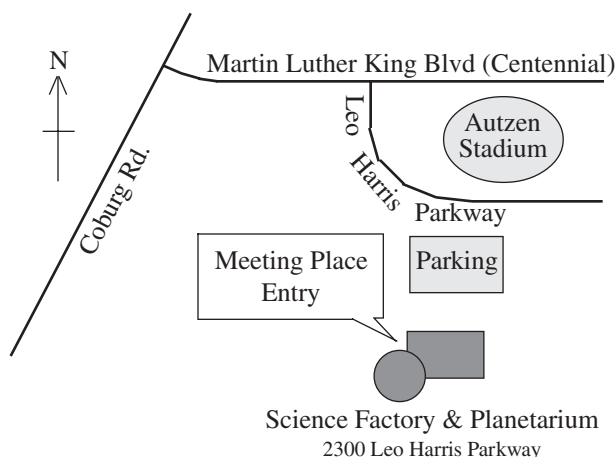 N
Martin Luther King Blvd (Centennial)
Leo
Harris
Parkway
Autzen
Stadium
Coburg Rd.
Meeting Place
Entry
Parking
Science Factory & Planetarium
2300 Leo Harris Parkway